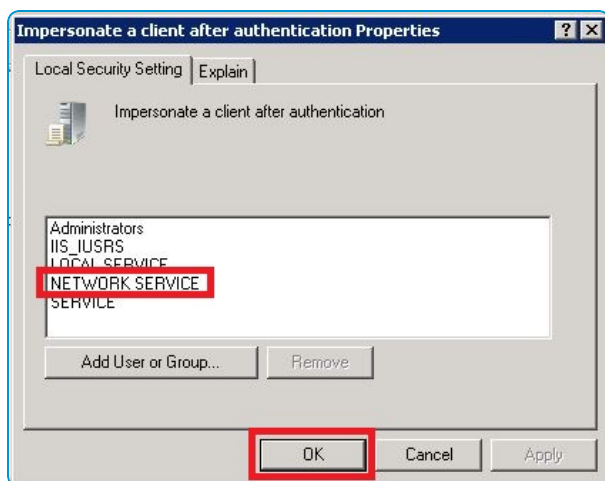 Impersonate a client after authentication Properties
Local Security Setting
Explain
Impersonate a client after authentication
Administrators
IIS_IUSRS
LOCAL SERVICE
NETWORK SERVICE
SERVICE
Add User or Group...
Remove
OK
Cancel
Apply